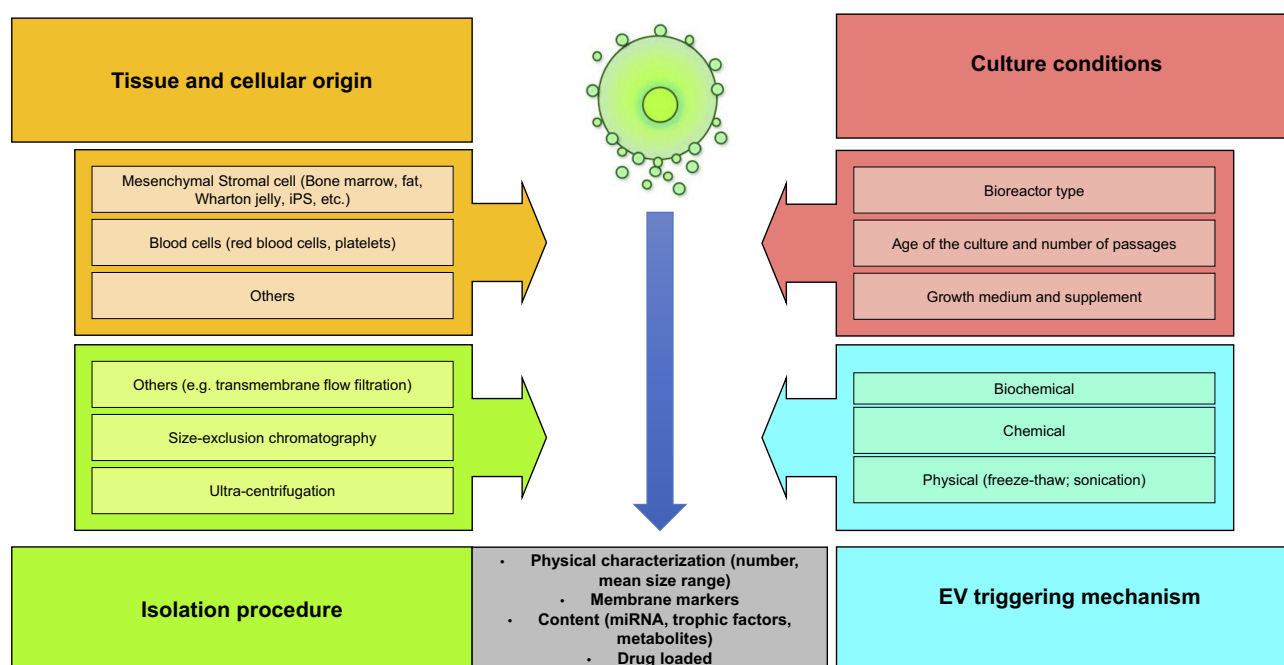 Tissue and cellular origin
Mesenchymal Stromal cell (Bone marrow, fat,
Wharton jelly, iPS, etc.)
Blood cells (red blood cells, platelets)
Others
Culture conditions
Bioreactor type
Age of the culture and number of passages
Growth medium and supplement
Others (e.g. transmembrane flow filtration)
Size-exclusion chromatography
Ultra-centrifugation
Isolation procedure
Biochemical
Chemical
Physical (freeze-thaw; sonication)
EV triggering mechanism
• Physical characterization (number,
mean size range)
• Membrane markers
• Content (miRNA, trophic factors,
metabolites)
• Drug loaded